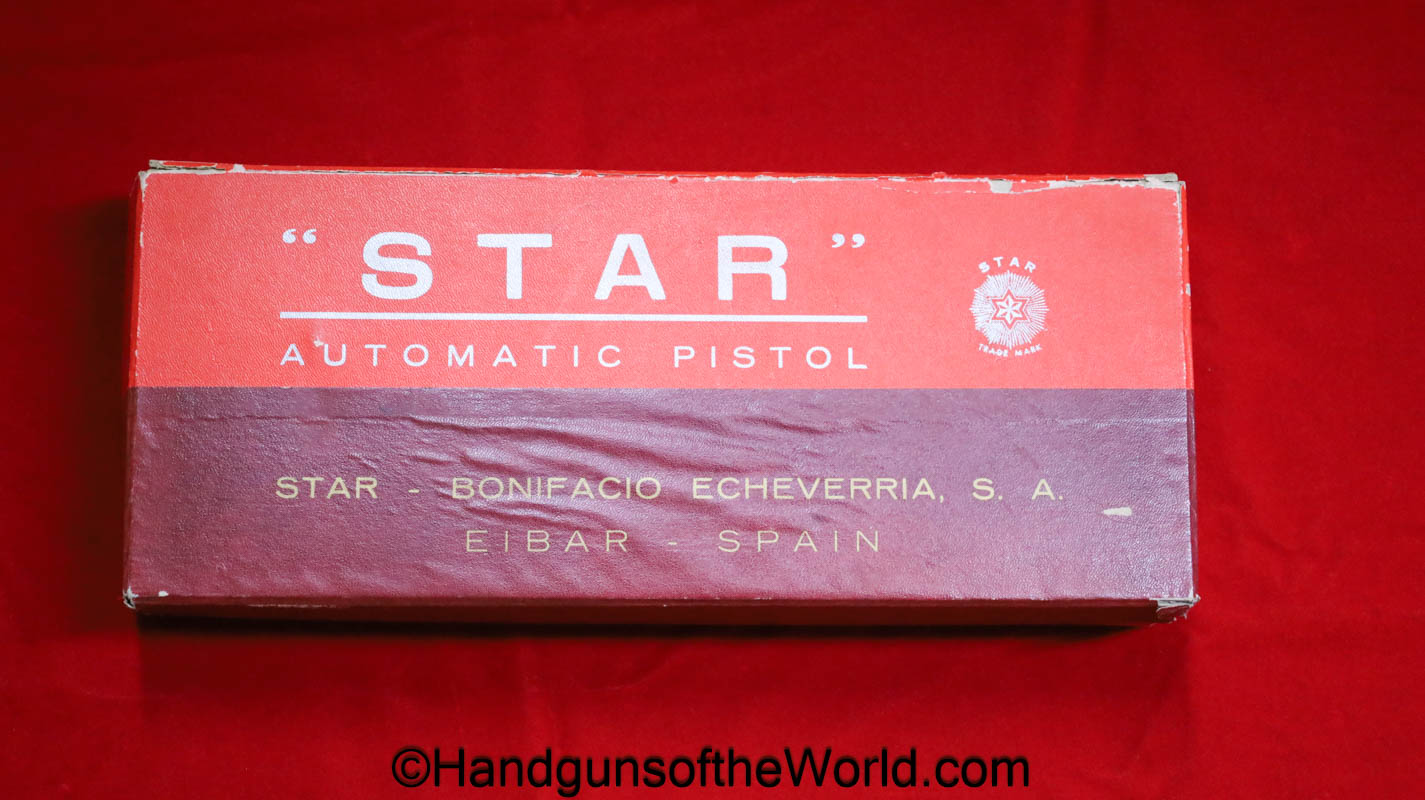 “STAR”
AUTOMATIC PISTOL
STAR
TRADE MARK
STAR - BONIFACIO ECHEVERRIA, S. A.
EIBAR - SPAIN
©HandgunsoftheWorld.com